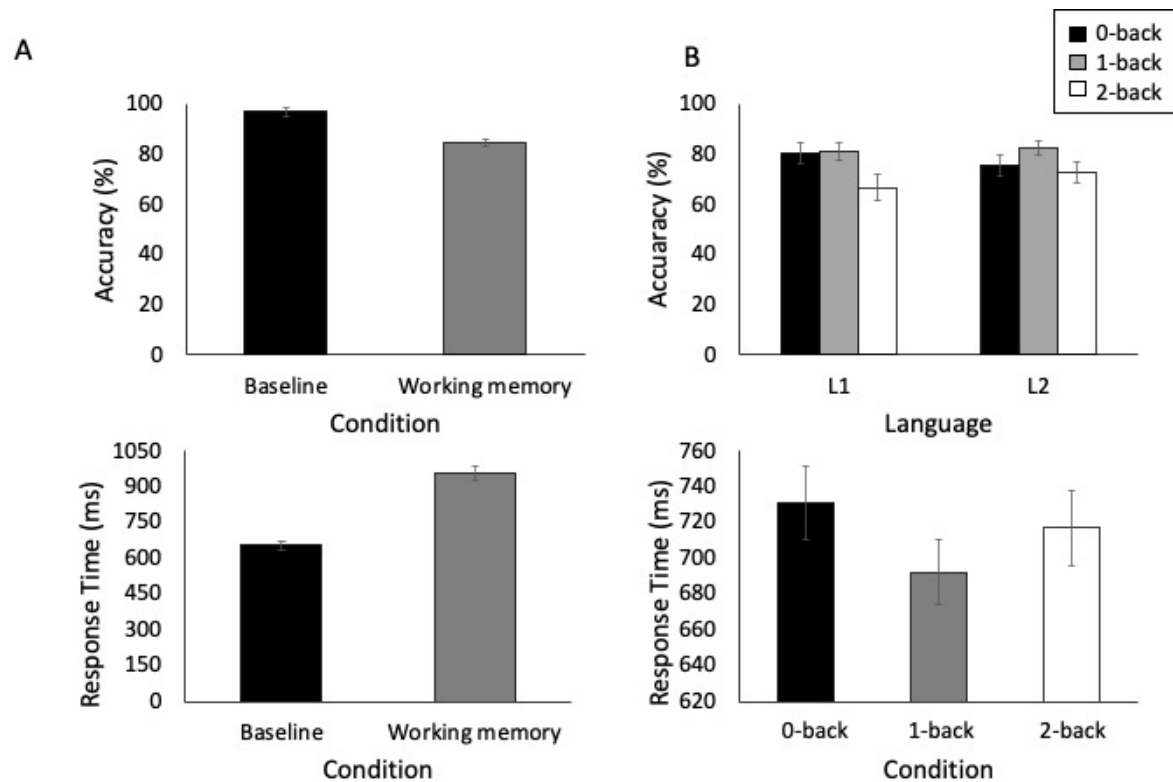 A
B
0-back
1-back
2-back
Accuracy (%)
100
80
60
40
20
0
Baseline Working memory
Condition
Accuaracy (%)
100
80
60
40
20
0
L1 L2
Language
Response Time (ms)
1050
900
750
600
450
300
150
0
Baseline Working memory
Condition
Response Time (ms)
760
740
720
700
680
660
640
620
0-back 1-back 2-back
Condition